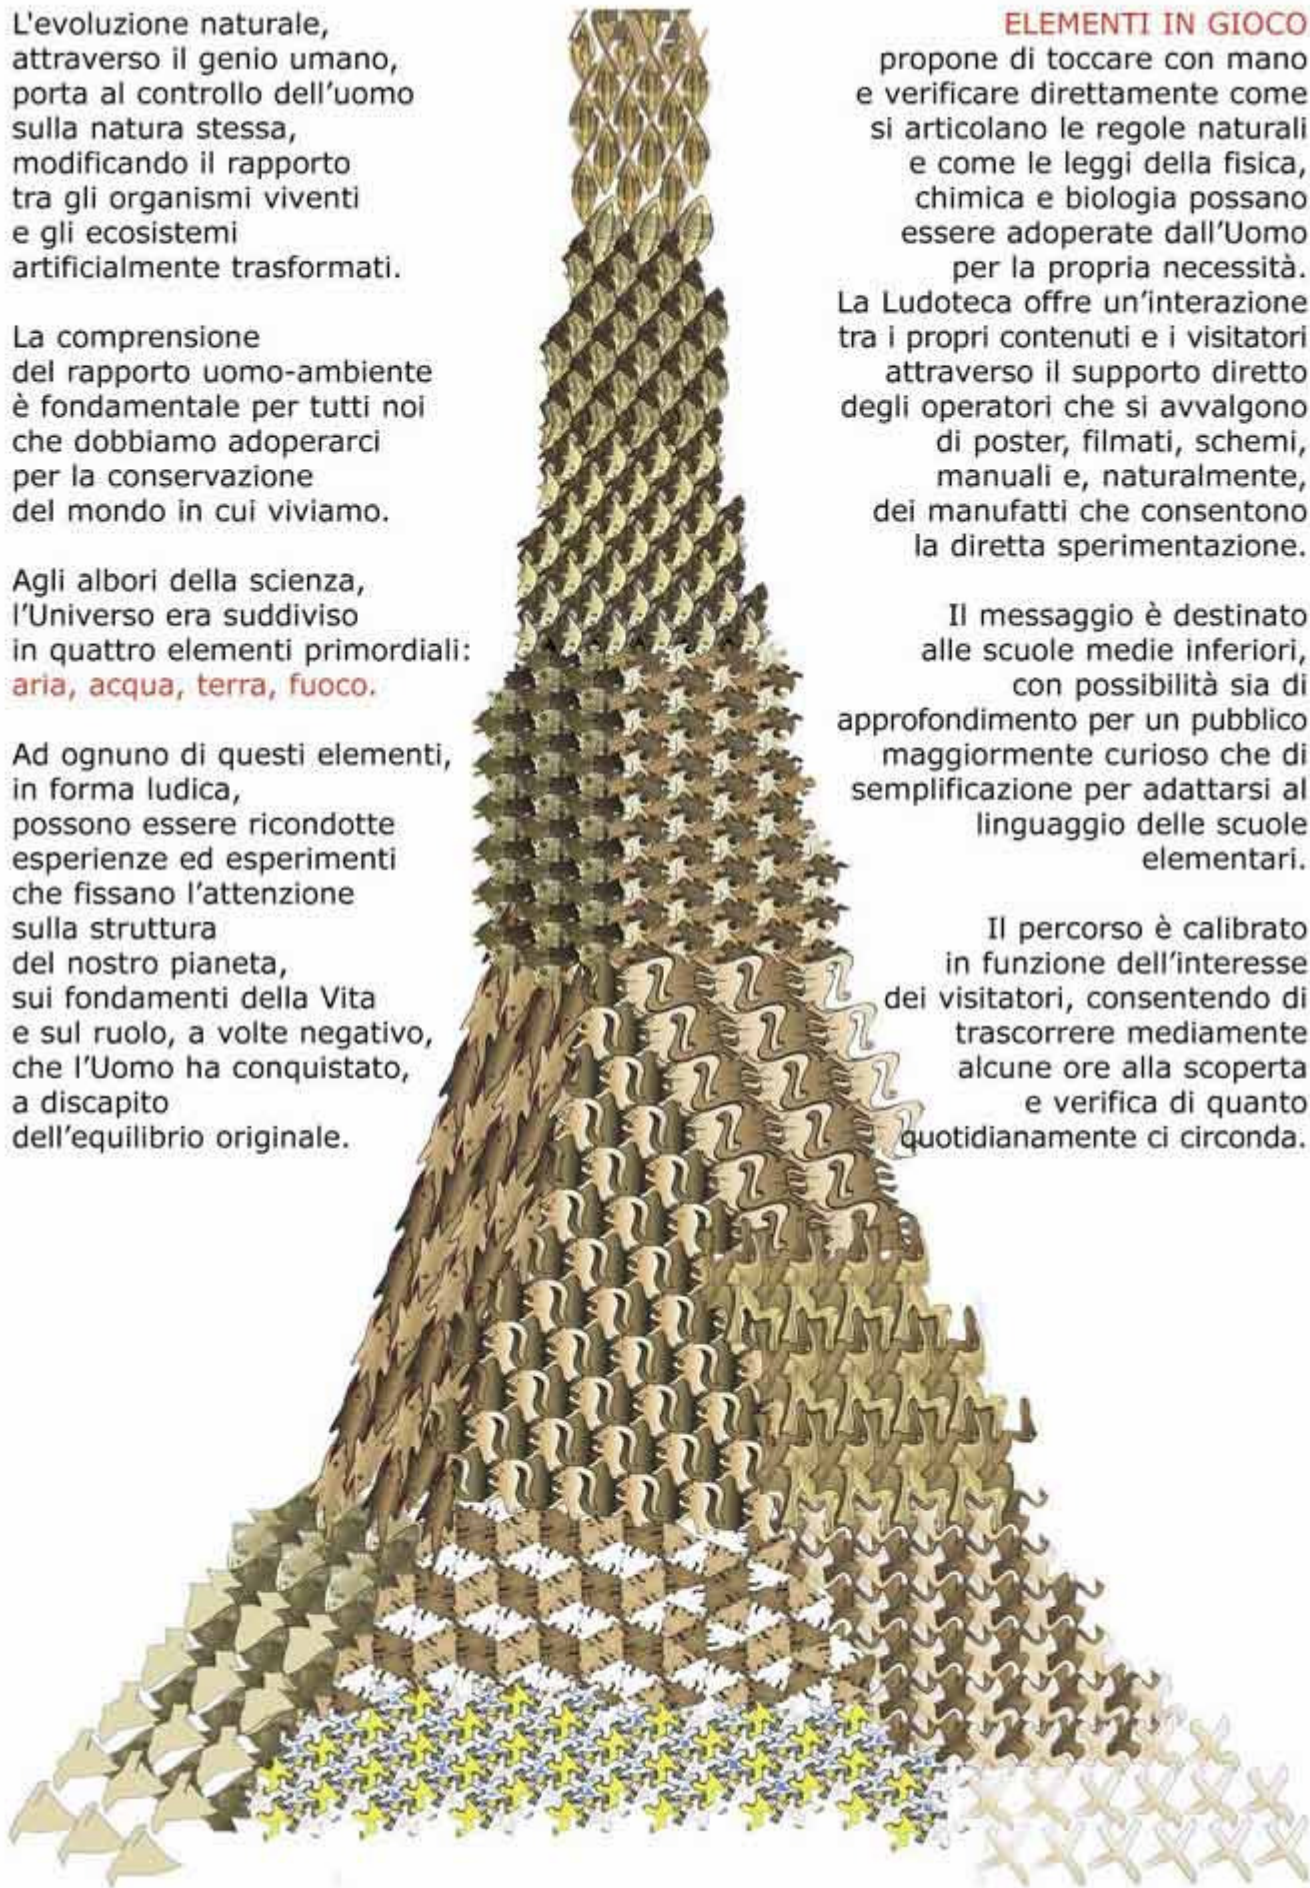 L'evoluzione naturale,
attraverso il genio umano,
porta al controllo dell'uomo
sulla natura stessa,
modificando il rapporto
tra gli organismi viventi
e gli ecosistemi
artificialmente trasformati.
La comprensione
del rapporto uomo-ambiente
è fondamentale per tutti noi
che dobbiamo adoperarci
per la conservazione
del mondo in cui viviamo.
Agli albori della scienza,
l'Universo era suddiviso
in quattro elementi primordiali:
aria, acqua, terra, fuoco.
Ad ognuno di questi elementi,
in forma ludica,
possono essere ricondotte
esperienze ed esperimenti
che fissano l'attenzione
sulla struttura
del nostro pianeta,
sui fondamenti della Vita
e sul ruolo, a volte negativo,
che l'Uomo ha conquistato,
a discapito
dell'equilibrio originale.
ELEMENTI IN GIOCO
propone di toccare con mano
e verificare direttamente come
si articolano le regole naturali
e come le leggi della fisica,
chimica e biologia possano
essere adoperate dall'Uomo
per la propria necessità.
La Ludoteca offre un'interazione
tra i propri contenuti e i visitatori
attraverso il supporto diretto
degli operatori che si avvalgono
di poster, filmati, schemi,
manuali e, naturalmente,
dei manufatti che consentono
la diretta sperimentazione.
Il messaggio è destinato
alle scuole medie inferiori,
con possibilità sia di
approfondimento per un pubblico
maggiormente curioso che di
semplificazione per adattarsi al
linguaggio delle scuole
elementari.
Il percorso è calibrato
in funzione dell'interesse
dei visitatori, consentendo di
trascorrere mediamente
alcune ore alla scoperta
e verifica di quanto
quotidianamente ci circonda.